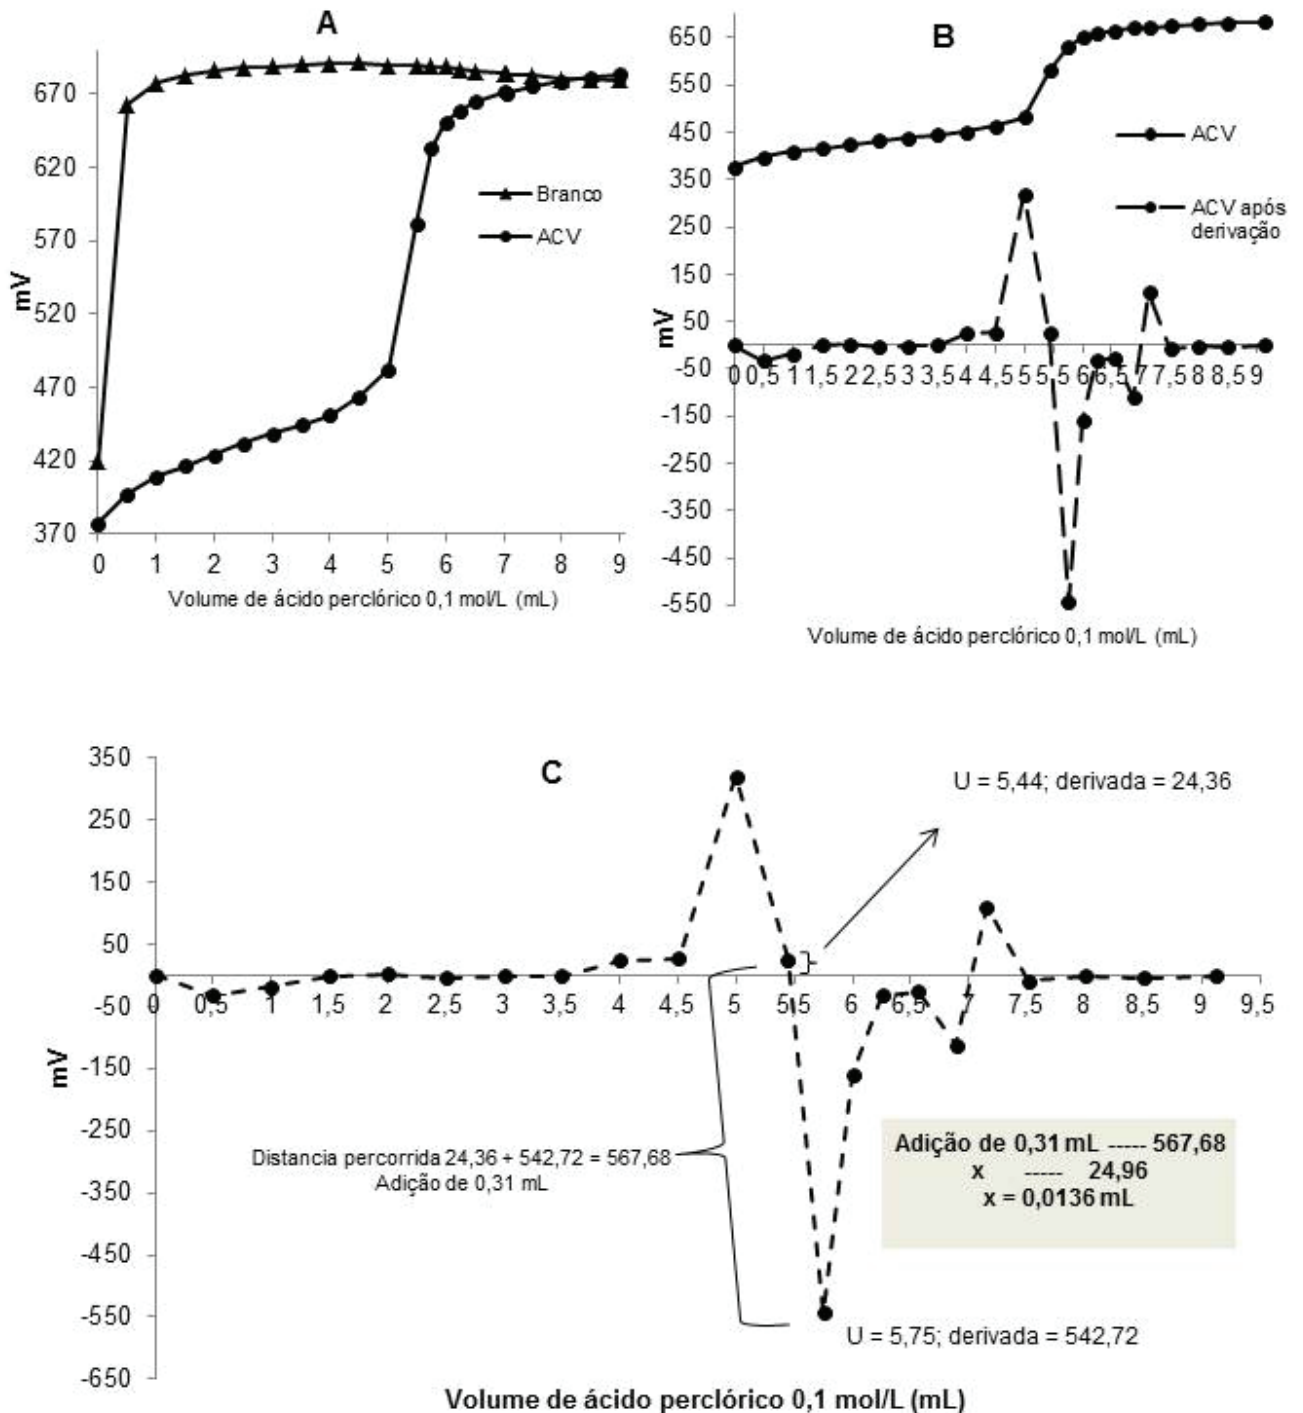 A
mV
670
620
570
520
470
420
370
Branco
ACV
0 1 2 3 4 5 6 7 8 9
Volume de ácido perclórico 0,1 mol/L (mL)
B
mV
650
550
450
350
250
150
50
-50
-150
-250
-350
-450
-550
ACV
ACV após
derivação
0 0,5 1 1,5 2 2,5 3 3,5 4 4,5 5 5,5 6 6,5 7 7,5 8 8,5 9
Volume de ácido perclórico 0,1 mol/L (mL)
C
mV
350
250
150
50
-50
-150
-250
-350
-450
-550
-650
U = 5,44; derivada = 24,36
0 0,5 1 1,5 2 2,5 3 3,5 4 4,5 5 5,5 6 6,5 7 7,5 8 8,5 9 9,5
Distancia percorrida 24,36 + 542,72 = 567,68
Adição de 0,31 mL
Adição de 0,31 mL ----- 567,68
x ----- 24,96
x = 0,0136 mL
U = 5,75; derivada = 542,72
Volume de ácido perclórico 0,1 mol/L (mL)